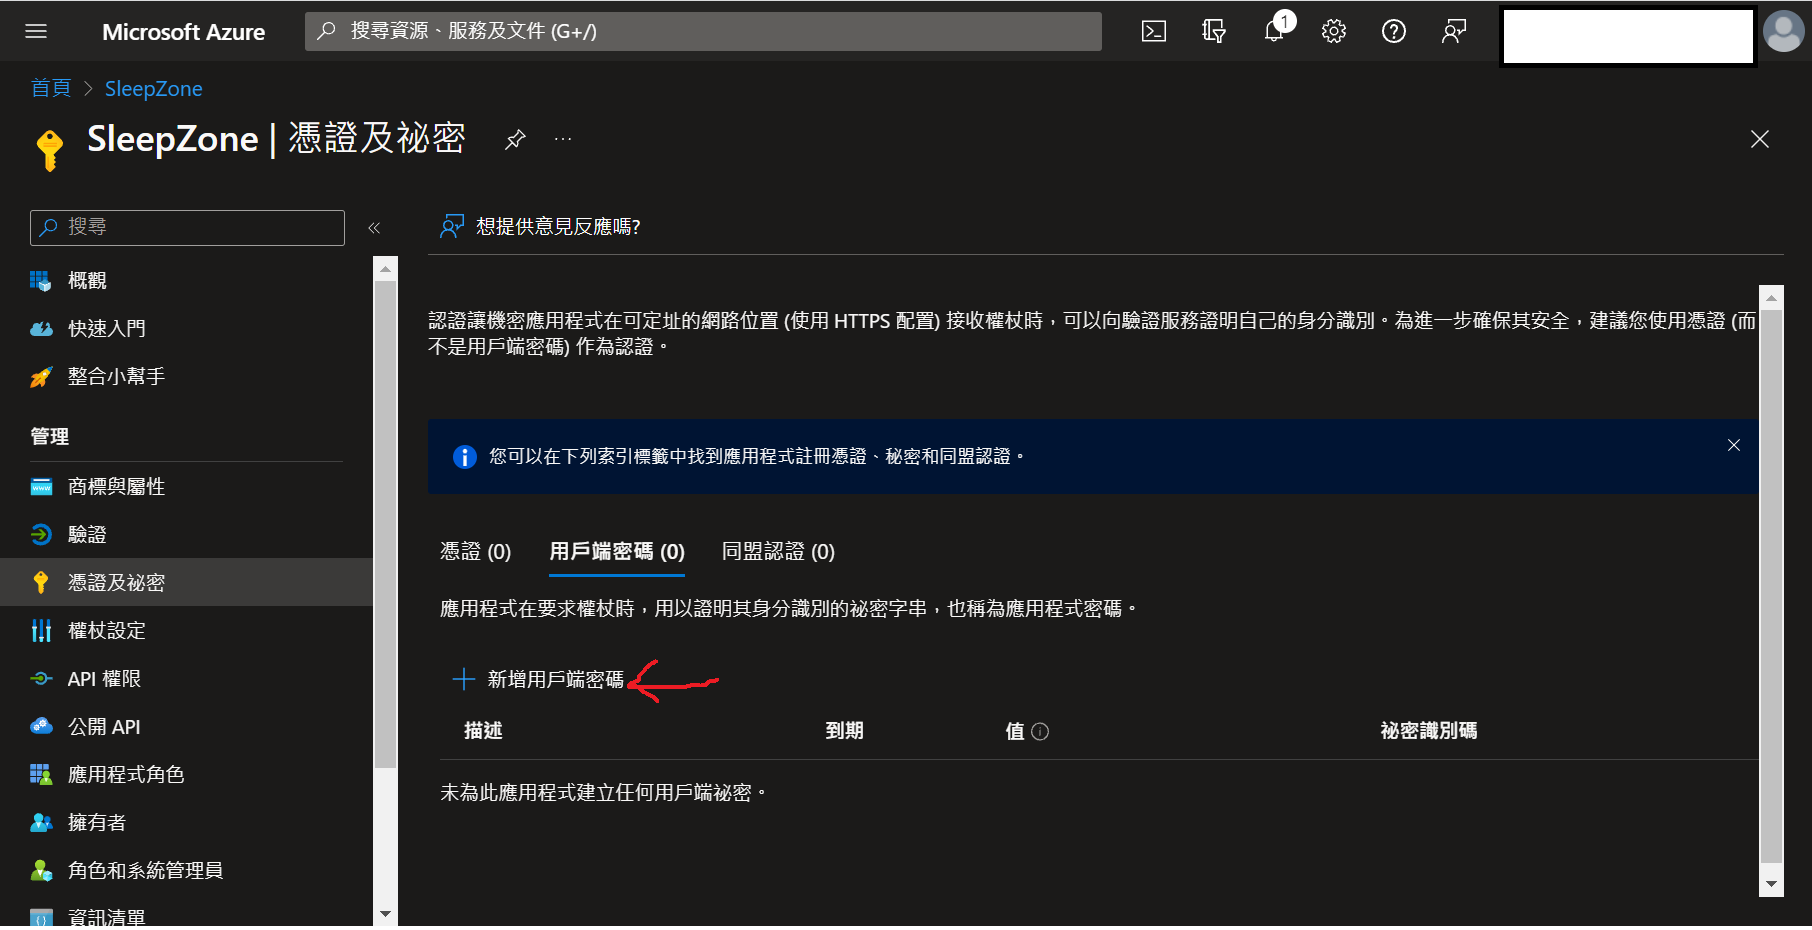 Microsoft Azure
搜尋資源、服務及文件 (G+/)
1
首頁 > SleepZone
SleepZone | 憑證及祕密
搜尋
概觀
快速入門
整合小幫手
管理
商標與屬性
驗證
憑證及祕密
權杖設定
API 權限
公開 API
應用程式角色
擁有者
角色和系統管理員
資訊清單
想提供意見反應嗎?
認證讓機密應用程式在可定址的網路位置 (使用 HTTPS 配置) 接收權杖時，可以向驗證服務證明自己的身分識別。為進一步確保其安全，建議您使用憑證 (而
不是用戶端密碼) 作為認證。
您可以在下列索引標籤中找到應用程式註冊憑證、秘密和同盟認證。
憑證 (0) 用戶端密碼 (0) 同盟認證 (0)
應用程式在要求權杖時，用以證明其身分識別的祕密字串，也稱為應用程式密碼。
新增用戶端密碼
描述 到期 值 祕密識別碼
未為此應用程式建立任何用戶端祕密。